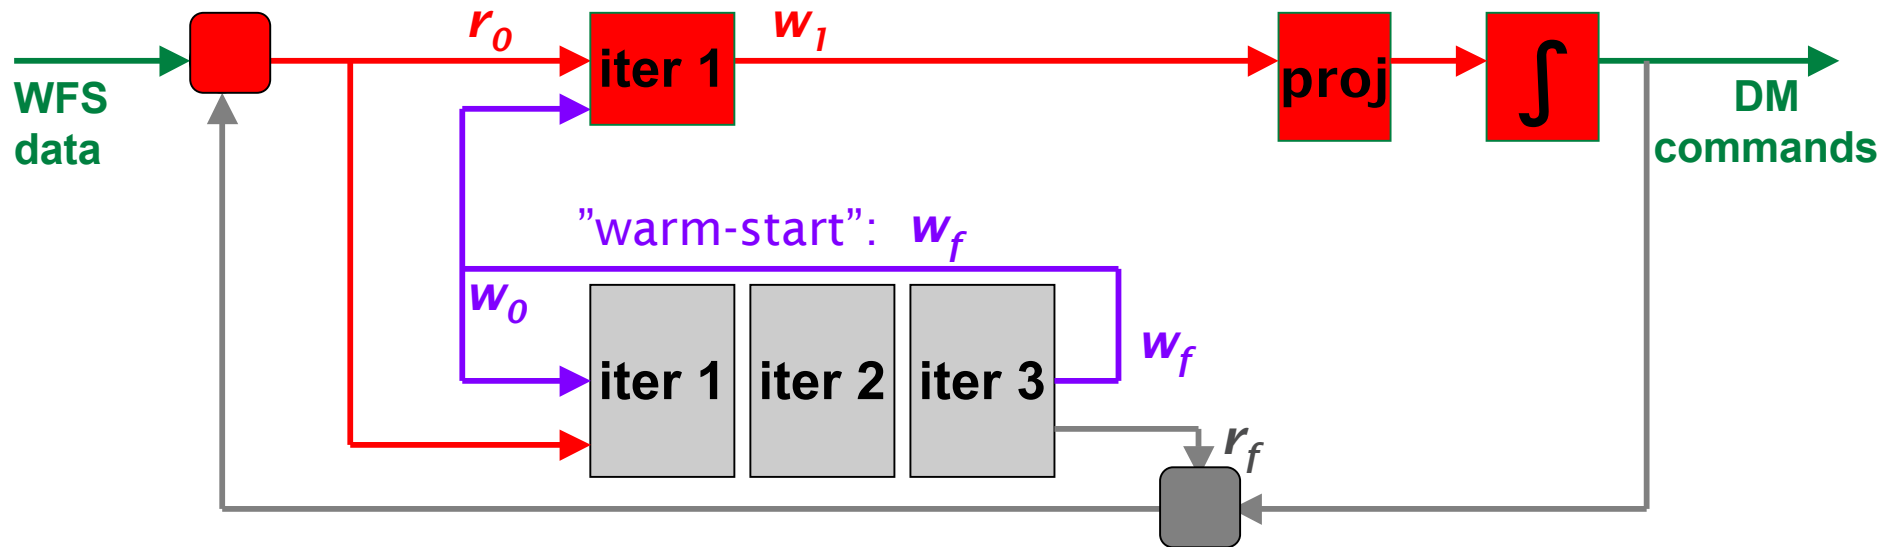 r0
w1
iter 1
proj
∫
WFS
data
DM
commands
”warm-start”: wf
w0
wf
iter 1
iter 2
iter 3
rf